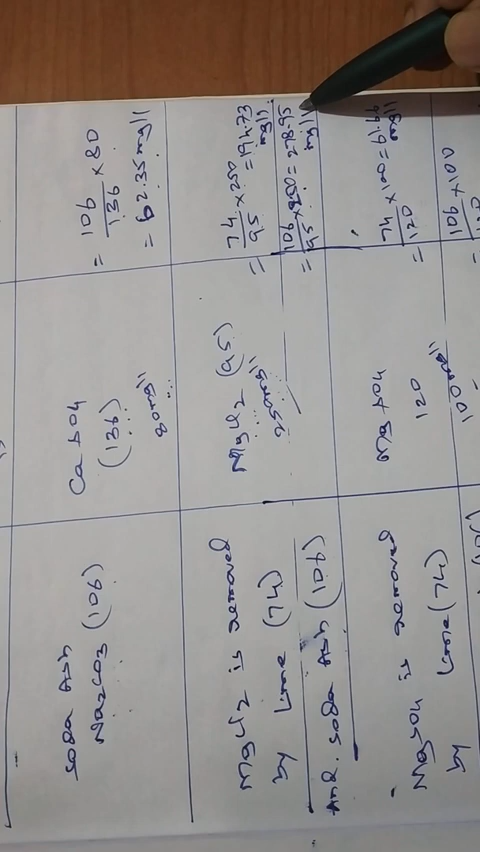 Soda Ash
Na2CO3 (106)
CaSO4
(136)
80mg/l
= 106/136 x 80
= 62.35 mg/l
MgCl2 is removed
by Lime (74)
MgCl2 (95)
250mg/l
= 74/95 x 250
= 194.73
mg/l
And. Soda Ash (106)
= 106/95 x 250 = 278.95
mg/l
MgSO4 is removed
by Lime (74)
MgSO4
120
100mg/l
= 74/120 x 100 = 61.66
mg/l
= 106/120 x 100